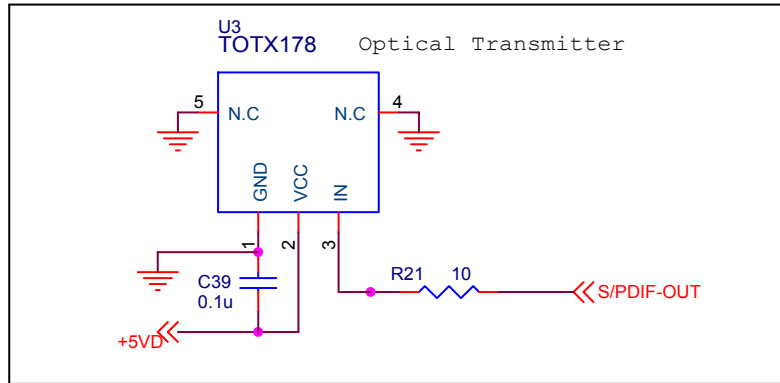 U3
TOTX178
Optical Transmitter
5
N.C
N.C
4
GND
VCC
IN
1
2
3
C39
0.1u
R21
10
S/PDIF-OUT
+5VD